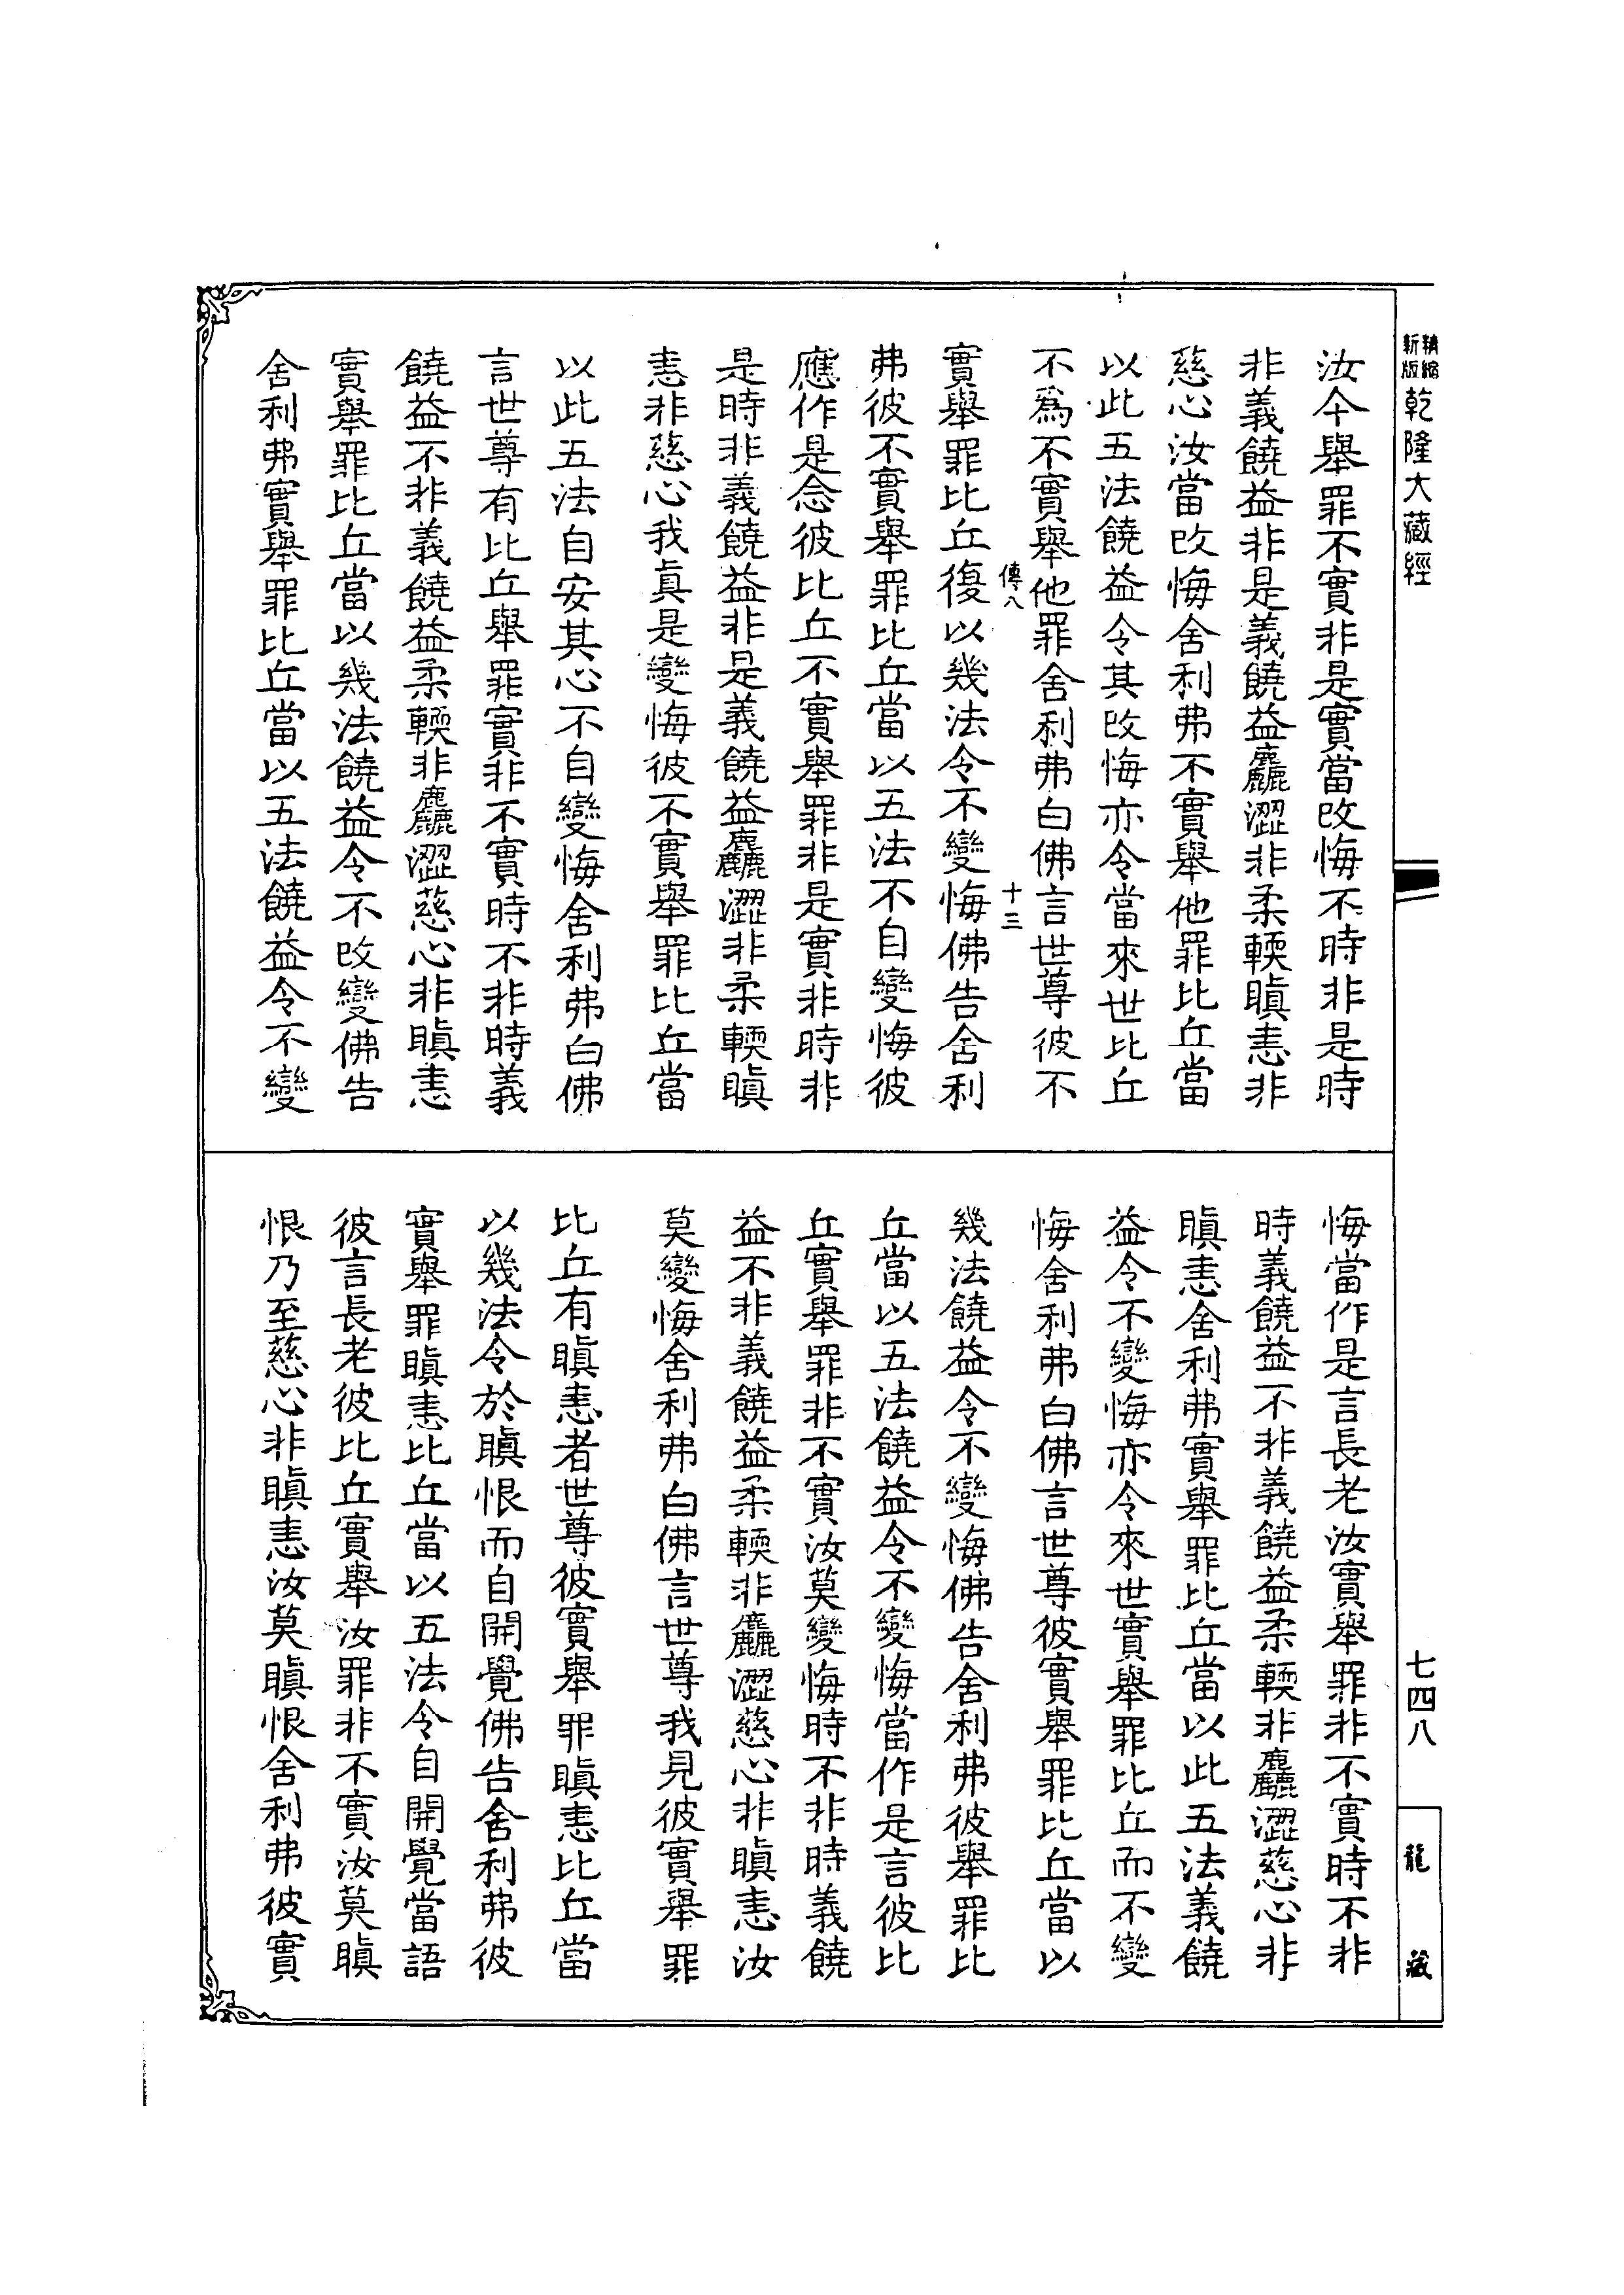 精縮新版 乾隆大藏經
七四八
龍藏
汝今舉罪不實非是實當改悔不時非是時
非義饒益非是義饒益麤澀非柔輭瞋恚非
慈心汝當改悔舍利弗不實舉他罪比丘當
以此五法饒益令其改悔亦令當來世比丘
不爲不實舉他罪舍利弗白佛言世尊彼不
傳八 十三
實舉罪比丘復以幾法令不變悔佛告舍利
弗彼不實舉罪比丘當以五法不自變悔彼
應作是念彼比丘不實舉罪非是實非時非
是時非義饒益非是義饒益麤澀非柔輭瞋
恚非慈心我真是變悔彼不實舉罪比丘當
以此五法自安其心不自變悔舍利弗白佛
言世尊有比丘舉罪實非不實時不非時義
饒益不非義饒益柔輭非麤澀慈心非瞋恚
實舉罪比丘當以幾法饒益令不改變佛告
舍利弗實舉罪比丘當以五法饒益令不變
悔當作是言長老汝實舉罪非不實時不非
時義饒益不非義饒益柔輭非麤澀慈心非
瞋恚舍利弗實舉罪比丘當以此五法義饒
益令不變悔亦令來世實舉罪比丘而不變
悔舍利弗白佛言世尊彼實舉罪比丘當以
幾法饒益令不變悔佛告舍利弗彼舉罪比
丘當以五法饒益令不變悔當作是言彼比
丘實舉罪非不實汝莫變悔時不非時義饒
益不非義饒益柔輭非麤澀慈心非瞋恚汝
莫變悔舍利弗白佛言世尊我見彼實舉罪
比丘有瞋恚者世尊彼實舉罪瞋恚比丘當
以幾法令於瞋恨而自開覺佛告舍利弗彼
實舉罪瞋恚比丘當以五法令自開覺當語
彼言長老彼比丘實舉汝罪非不實汝莫瞋
恨乃至慈心非瞋恚汝莫瞋恨舍利弗彼實